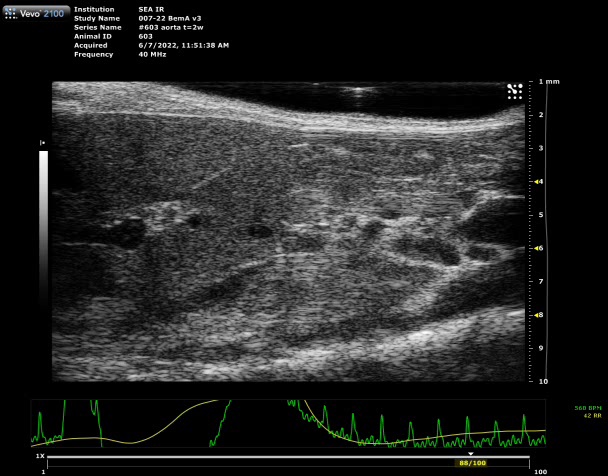 Vevo 2100
Institution SEA IR
Study Name 007-22 BemA v3
Series Name #603 aorta t=2w
Animal ID 603
Acquired 6/7/2022, 11:51:38 AM
Frequency 40 MHz
1 mm
2
3
4
5
6
7
8
9
10
568 BPM
42 RR
1X
88/100
1 100